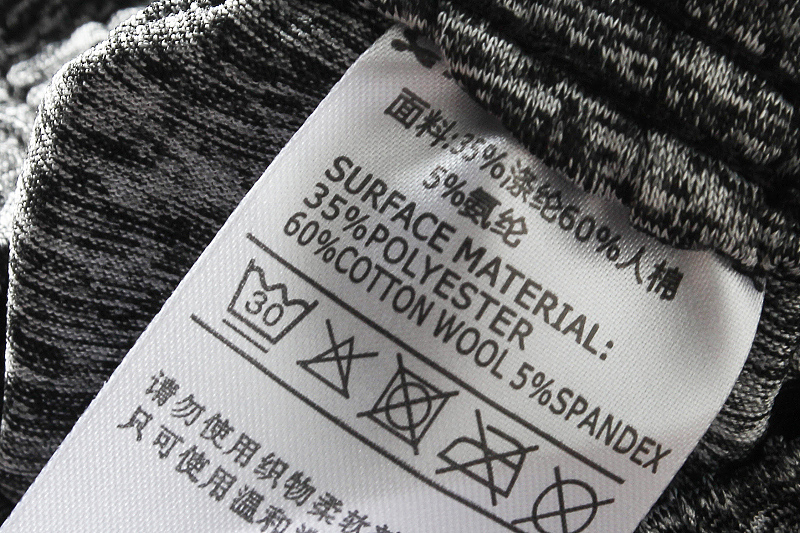 面料:35%涤纶60%人棉
5%氨纶
SURFACE MATERIAL:
35%POLYESTER
60%COTTON WOOL 5%SPANDEX
30
请勿使用织物柔软
只可使用温和